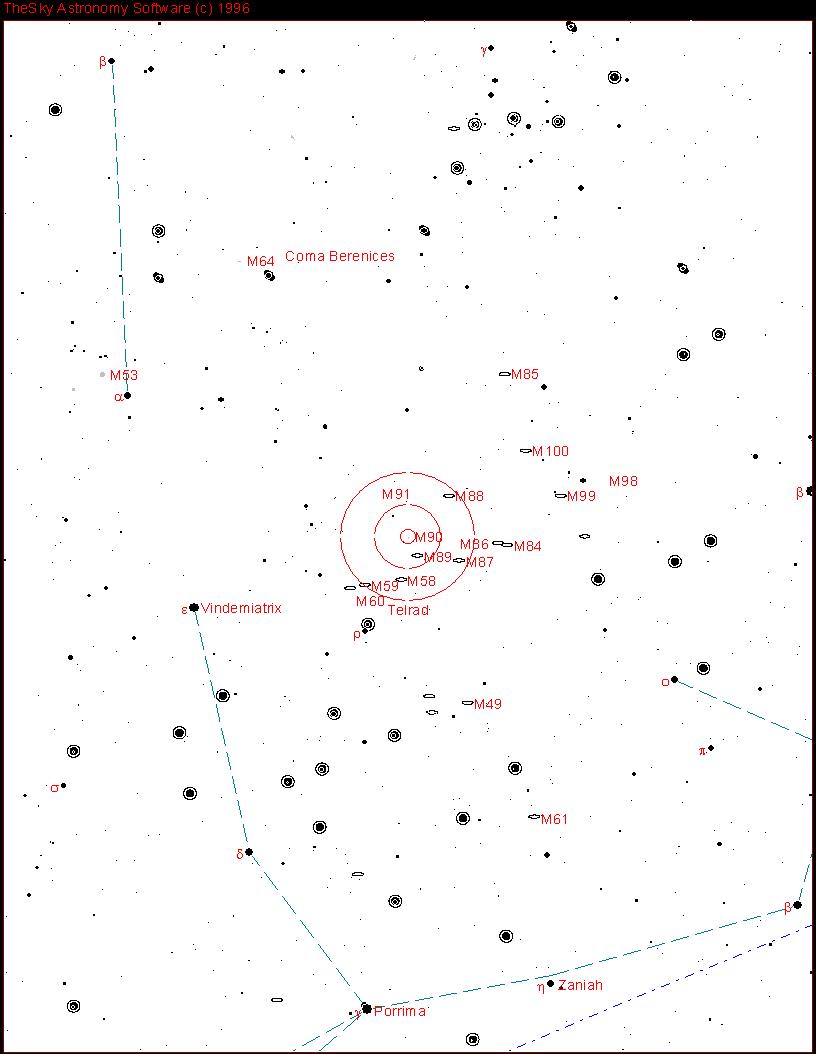 TheSky Astronomy Software (c) 1996
β
γ
M64
Coma Berenices
M53
α
M85
M100
M98
M91
M88
M99
β
M90
M86
M84
M89
M87
M58
M59
M60
Telrad
ε Vindemiatrix
ρ
ο
M49
π
σ
M61
δ
β
η Zaniah
γ Porrima